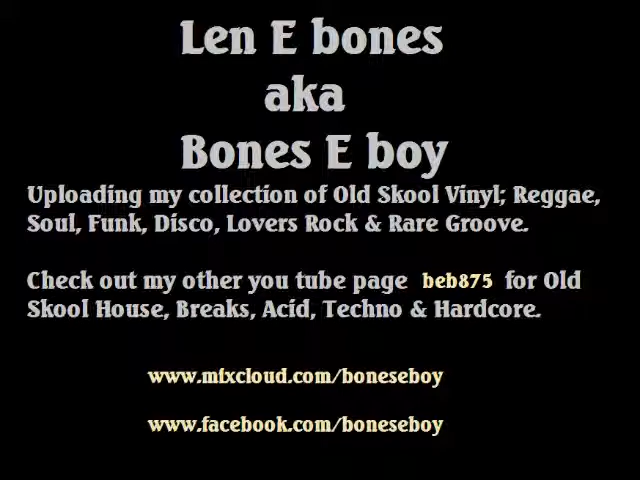 Len E bones
aka
Bones E boy
Uploading my collection of Old Skool Vinyl; Reggae,
Soul, Funk, Disco, Lovers Rock & Rare Groove.
Check out my other you tube page beb875 for Old
Skool House, Breaks, Acid, Techno & Hardcore.
www.mixcloud.com/boneseboy
www.facebook.com/boneseboy